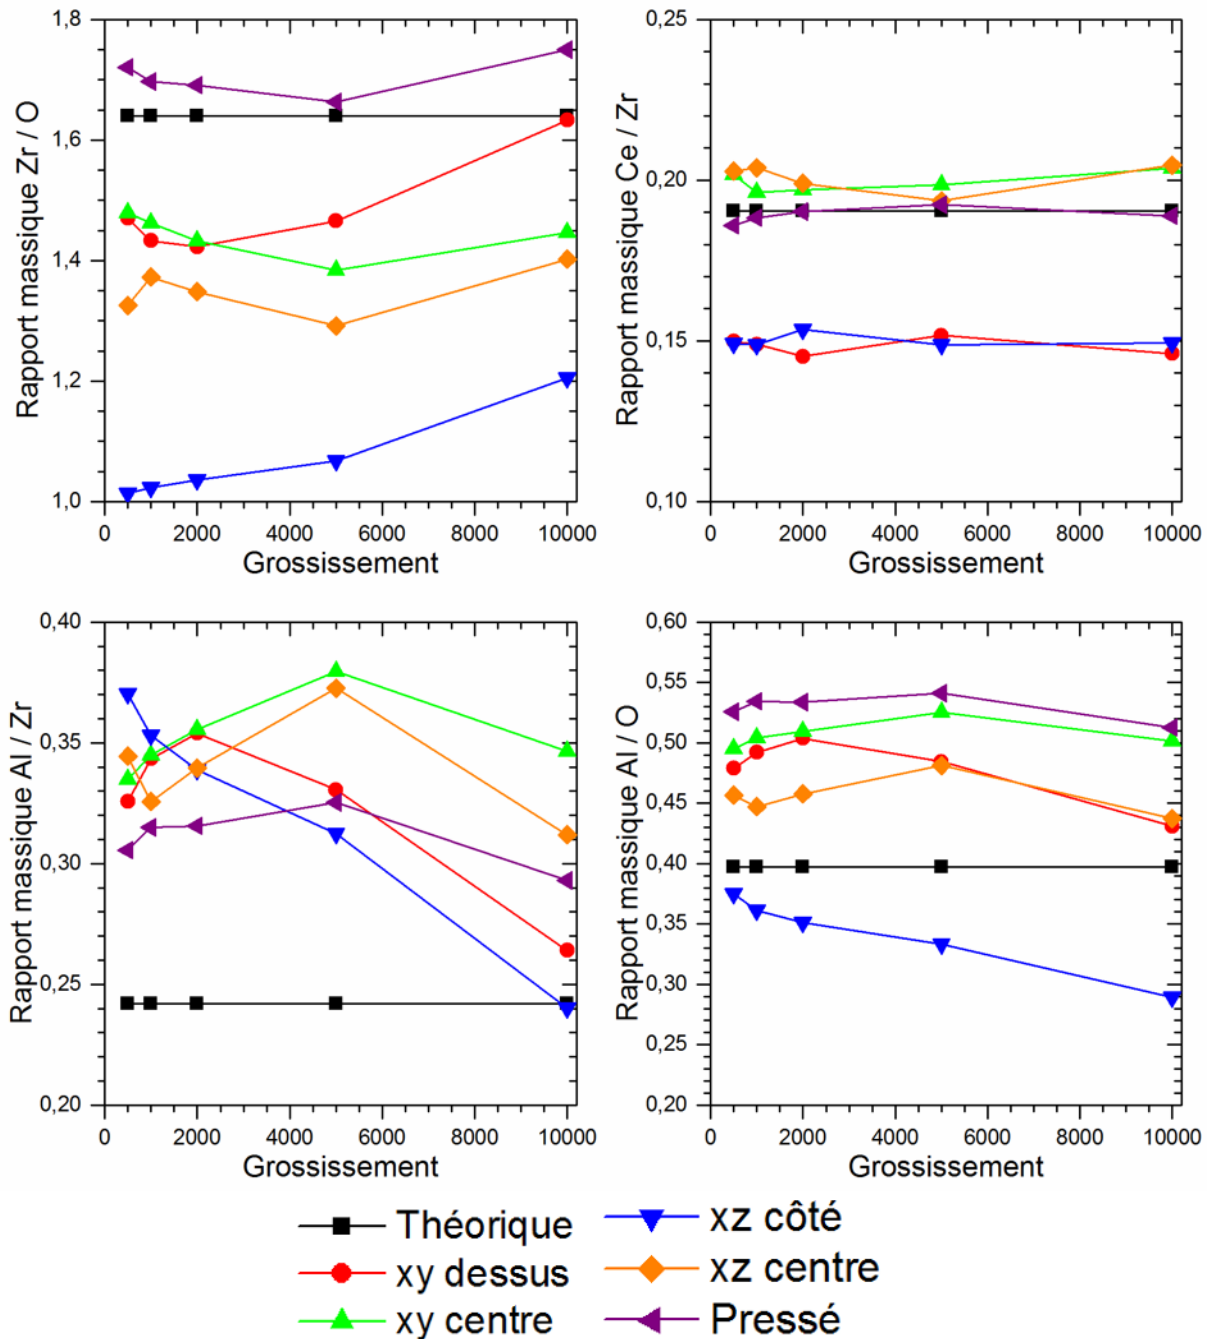 Rapport massique Zr / O
1,8
1,6
1,4
1,2
1,0
0 2000 4000 6000 8000 10000
Grossissement
Rapport massique Ce / Zr
0,25
0,20
0,15
0,10
0 2000 4000 6000 8000 10000
Grossissement
Rapport massique Al / Zr
0,40
0,35
0,30
0,25
0,20
0 2000 4000 6000 8000 10000
Grossissement
Rapport massique Al / O
0,60
0,55
0,50
0,45
0,40
0,35
0,30
0,25
0,20
0 2000 4000 6000 8000 10000
Grossissement
Théorique
xy dessus
xy centre
xz côté
xz centre
Pressé